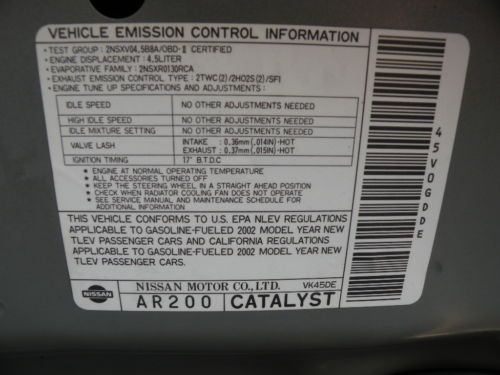 VEHICLE EMISSION CONTROL INFORMATION
• TEST GROUP : 2NSXV04.5B8A/OBD-Ⅱ CERTIFIED
• ENGINE DISPLACEMENT : 4.5LITER
• EVAPORATIVE FAMILY : 2NSXR0130RCA
• EXHAUST EMISSION CONTROL TYPE : 2TWC(2)/2HO2S(2)/SFI
• ENGINE TUNE UP SPECIFICATIONS AND ADJUSTMENTS
IDLE SPEED NO OTHER ADJUSTMENTS NEEDED
HIGH IDLE SPEED NO OTHER ADJUSTMENTS NEEDED
IDLE MIXTURE SETTING NO OTHER ADJUSTMENTS NEEDED
VALVE LASH INTAKE : 0.36mm(.014IN)-HOT
EXHAUST : 0.37mm(.015IN)-HOT
IGNITION TIMING 17° B.T.D.C
* ENGINE AT NORMAL OPERATING TEMPERATURE
* ALL ACCESSORIES TURNED OFF
* KEEP THE STEERING WHEEL IN A STRAIGHT AHEAD POSITION
* CHECK WHEN RADIATOR COOLING FAN DOES NOT OPERATE
* SEE SERVICE MANUAL AND MAINTENANCE SCHEDULE FOR
ADDITIONAL INSTRUCTIONS
THIS VEHICLE CONFORMS TO U.S. EPA NLEV REGULATIONS
APPLICABLE TO GASOLINE-FUELED 2002 MODEL YEAR NEW
TLEV PASSENGER CARS AND CALIFORNIA REGULATIONS
APPLICABLE TO GASOLINE-FUELED 2002 MODEL YEAR NEW
TLEV PASSENGER CARS.
NISSAN
NISSAN MOTOR CO., LTD. VK45DE
AR200 CATALYST
45V0GDDE